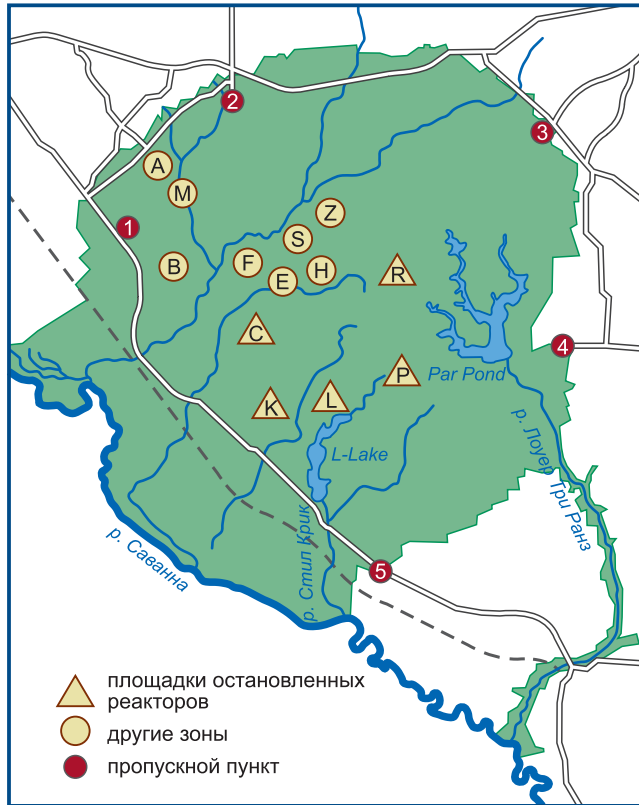 2
3
A
M
Z
1
S
B
F
E
H
R
C
4
Par Pond
P
K
L
L-Lake
р. Лоуер Три Ранз
р. Саванна
р. Стил Крик
5
площадки остановленных
реакторов
другие зоны
пропускной пункт